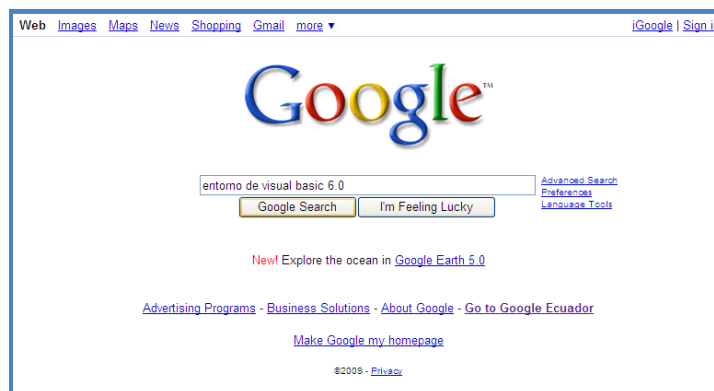 Web Images Maps News Shopping Gmail more ▼ iGoogle | Sign i
Google™
entorno de visual basic 6.0
Advanced Search
Preferences
Language Tools
Google Search I'm Feeling Lucky
New! Explore the ocean in Google Earth 5.0
Advertising Programs - Business Solutions - About Google - Go to Google Ecuador
Make Google my homepage
©2009 - Privacy